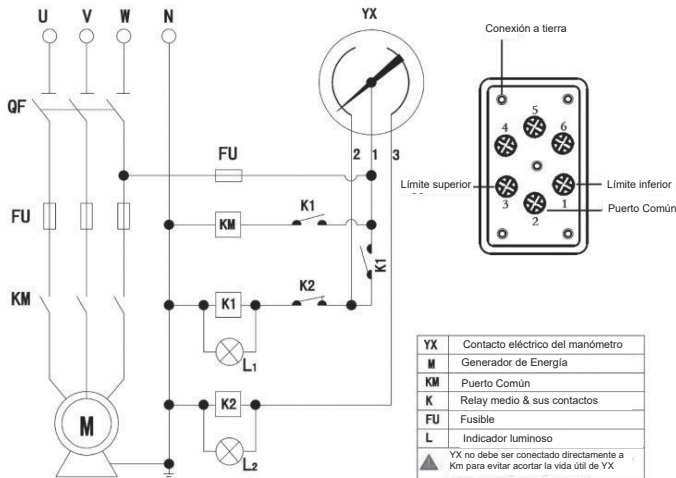 U V W N YX
QF
FU
2 1 3
FU
KM K1
K1
KM
K1 K2
L1
M
K2
L2
Conexión a tierra
5
4 6
Límite superior
Límite inferior
3 1
2
Puerto Común
YX Contacto eléctrico del manómetro
M Generador de Energía
KM Puerto Común
K Relay medio & sus contactos
FU Fusible
L Indicador luminoso
YX no debe ser conectado directamente a
Km para evitar acortar la vida útil de YX